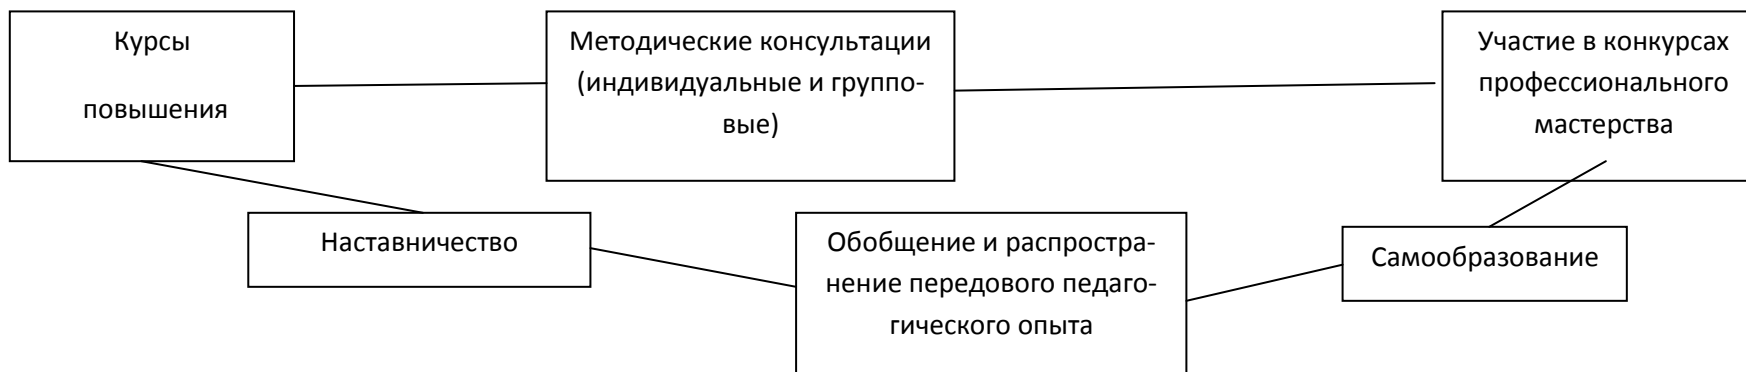 Курсы
повышения
Методические консультации
(индивидуальные и группо-
вые)
Участие в конкурсах
профессионального
мастерства
Наставничество
Обобщение и распростра-
нение передового педаго-
гического опыта
Самообразование